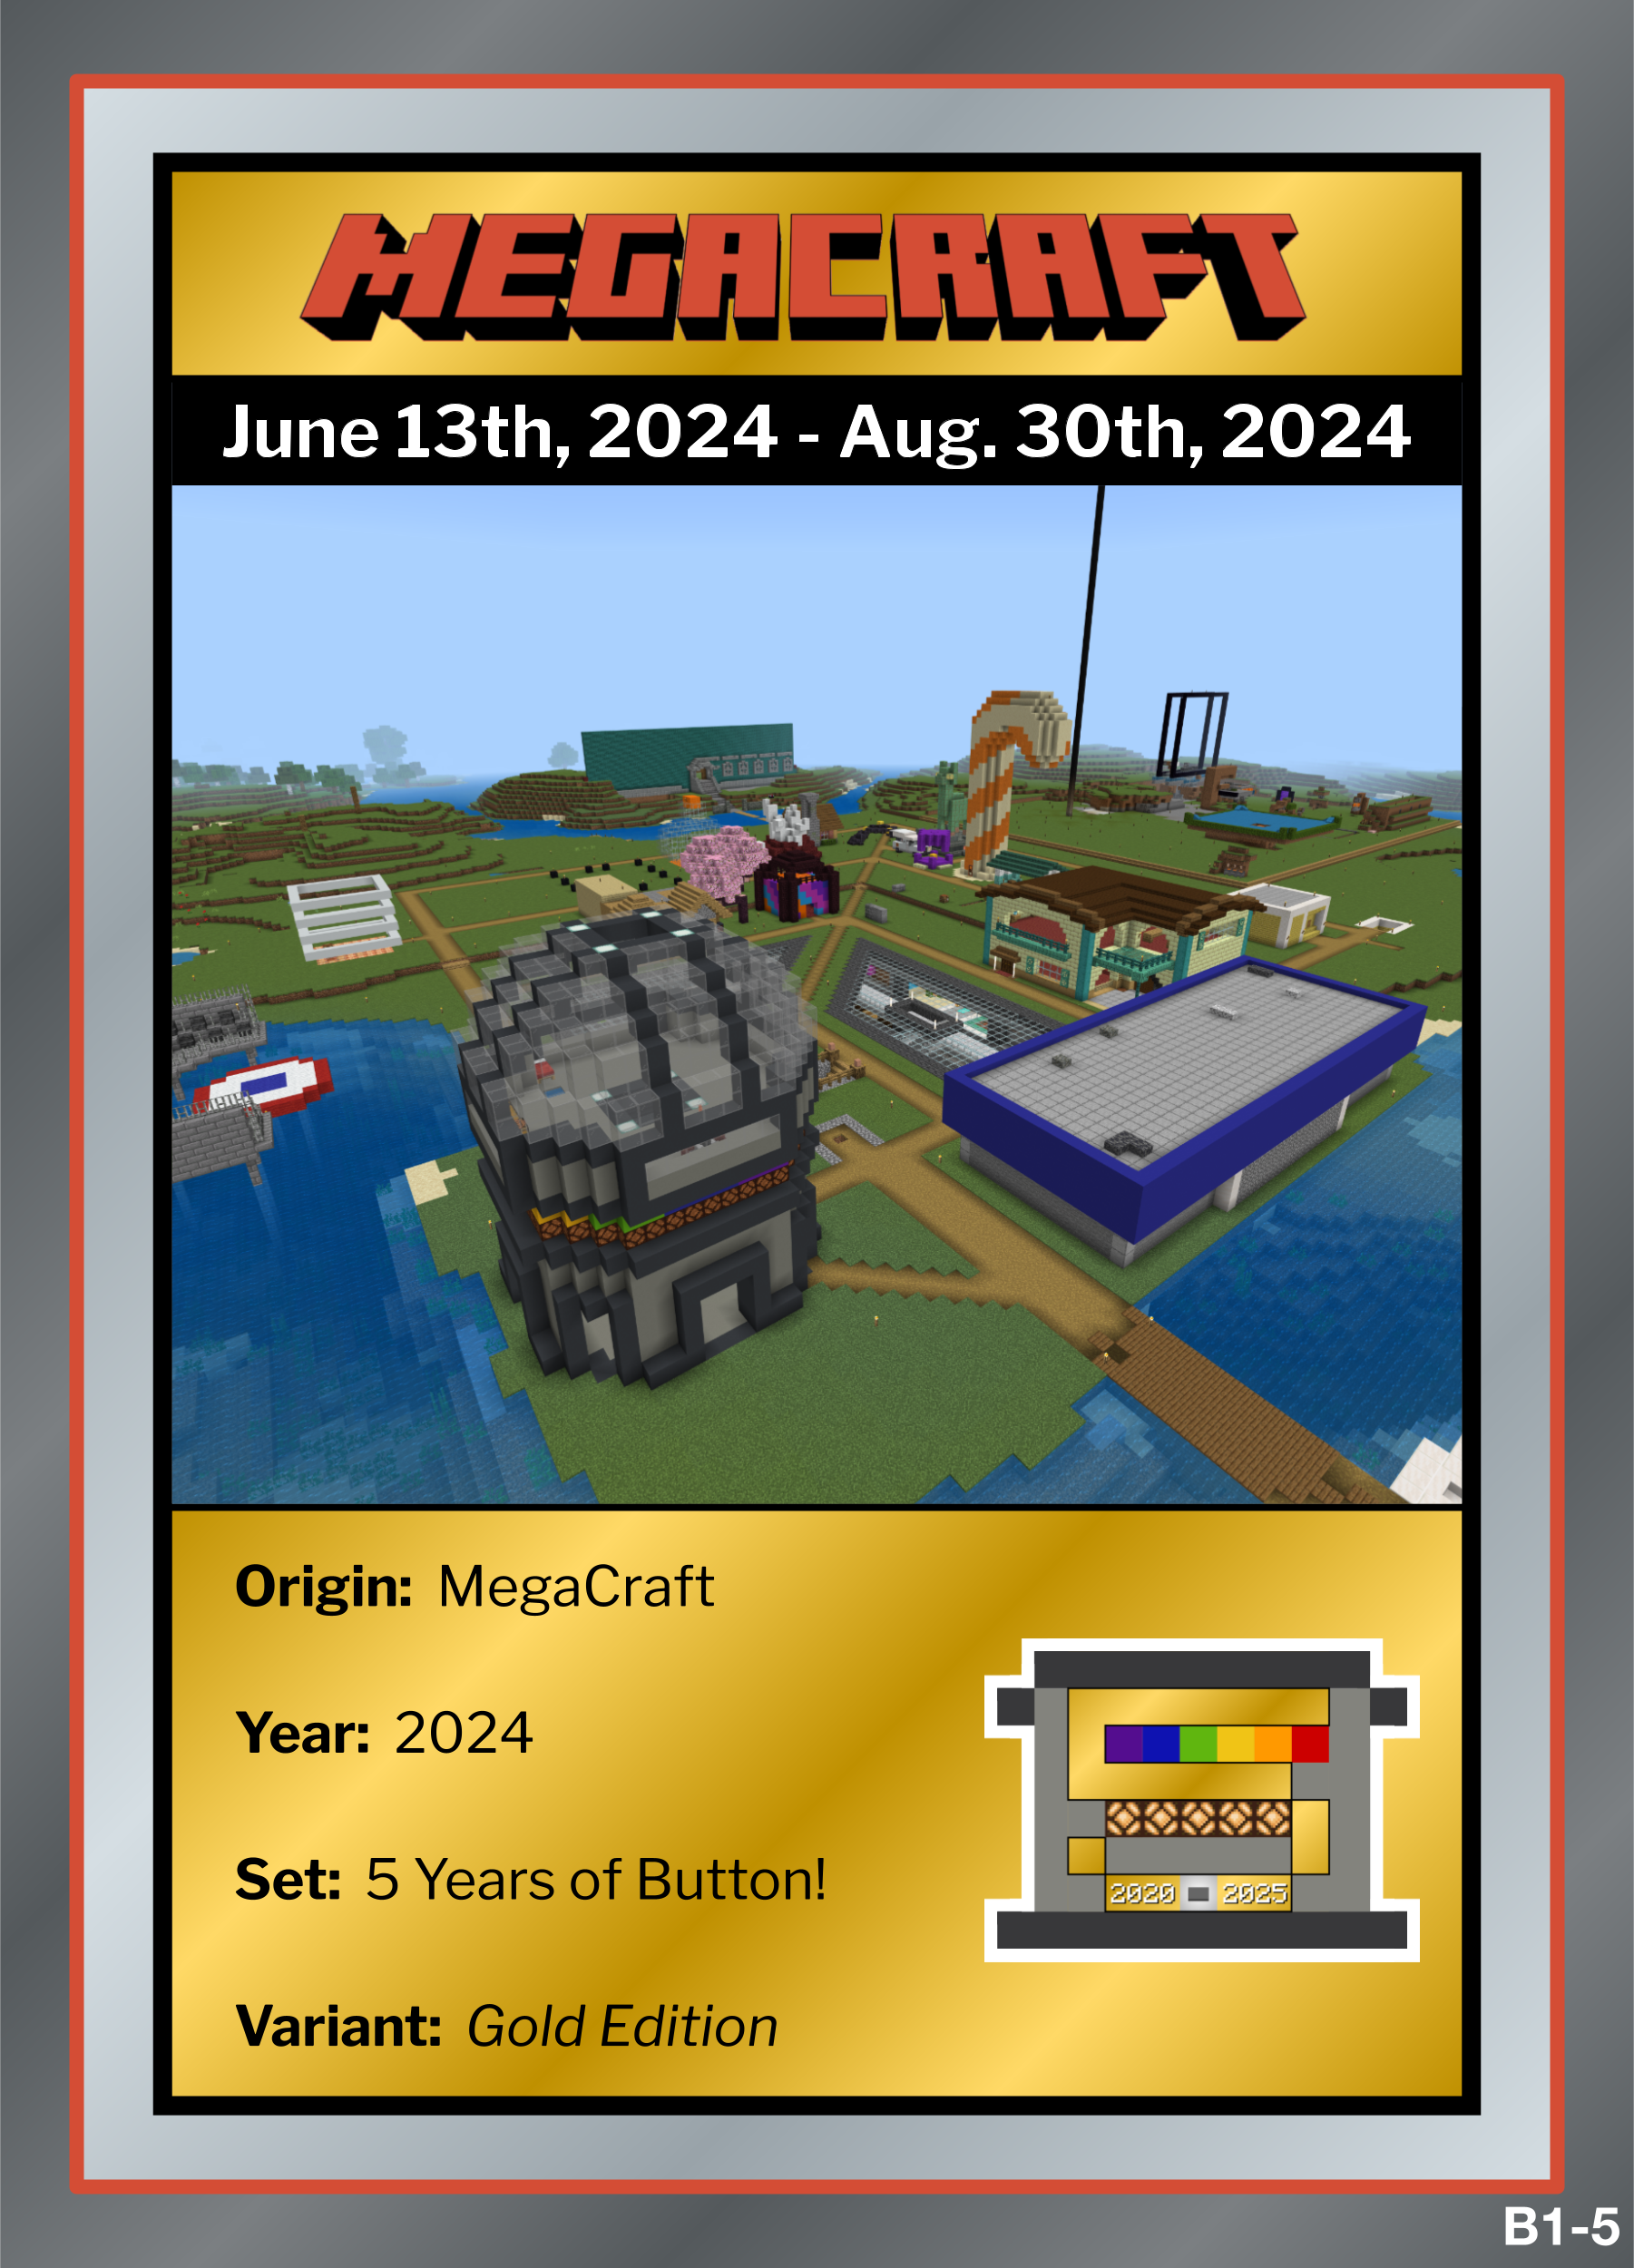 MEGACRAFT
June 13th, 2024 - Aug. 30th, 2024
Origin: MegaCraft
Year: 2024
Set: 5 Years of Button!
2020 2025
Variant: Gold Edition
B1-5